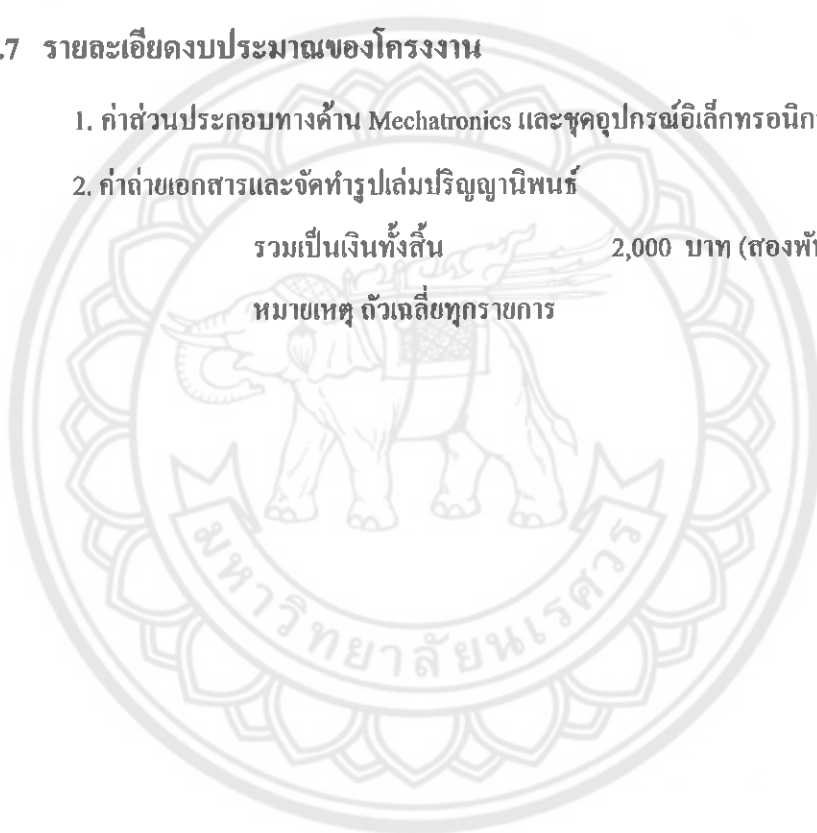 .7 รายละเอียดงบประมาณของโครงงาน
1. ค่าส่วนประกอบทางด้าน Mechatronics และชุดอุปกรณ์อิเล็กทรอนิก
2. ค่าถ่ายเอกสารและจัดทำรูปเล่มปริญญานิพนธ์
รวมเป็นเงินทั้งสิ้น 2,000 บาท (สองพั
หมายเหตุ ถัวเฉลี่ยทุกรายการ
มหาวิทยาลัยนเรศวร